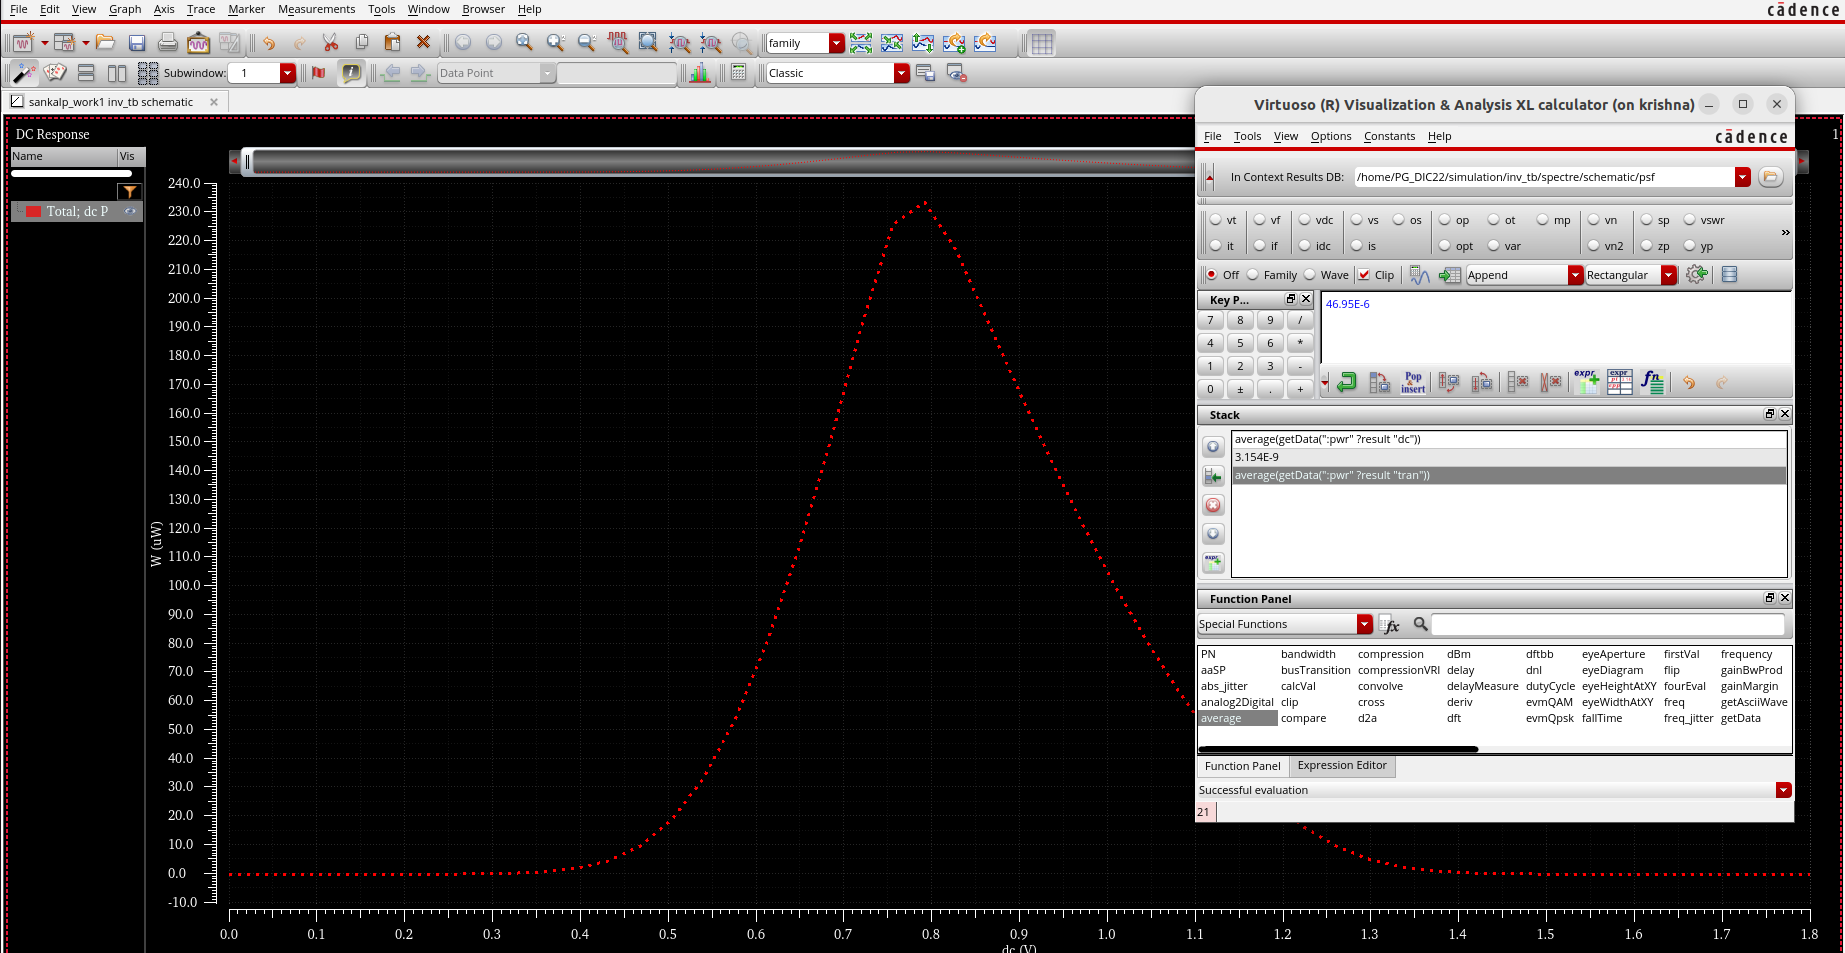 File Edit View Graph Axis Trace Marker Measurements Tools Window Browser Help
cādence
family
Subwindow: 1
Data Point
Classic
sankalp_work1 inv_tb schematic
DC Response
1
Name Vis
Total; dc P
240.0
230.0
220.0
210.0
200.0
190.0
180.0
170.0
160.0
150.0
140.0
130.0
120.0
110.0
100.0
90.0
80.0
70.0
60.0
50.0
40.0
30.0
20.0
10.0
0.0
-10.0
W (uW)
0.0 0.1 0.2 0.3 0.4 0.5 0.6 0.7 0.8 0.9 1.0 1.1 1.2 1.3 1.4 1.5 1.6 1.7 1.8
dc (V)
Virtuoso (R) Visualization & Analysis XL calculator (on krishna)
File Tools View Options Constants Help
cādence
In Context Results DB: /home/PG_DIC22/simulation/inv_tb/spectre/schematic/psf
vt vf vdc vs os op ot mp vn sp vswr
it if idc is opt var vn2 zp yp
»
Off Family Wave Clip Append Rectangular
Key P...
7 8 9 /
4 5 6 *
1 2 3 -
0 ± . +
46.95E-6
Pop insert
expr
expr
fn
Stack
average(getData(":pwr" ?result "dc"))
3.154E-9
average(getData(":pwr" ?result "tran"))
expr
Function Panel
Special Functions
fx
PN bandwidth compression dBm dftbb eyeAperture firstVal frequency
aaSP busTransition compressionVRI delay dnl eyeDiagram flip gainBwProd
abs_jitter calcVal convolve delayMeasure dutyCycle eyeHeightAtXY fourEval gainMargin
analog2Digital clip cross deriv evmQAM eyeWidthAtXY freq getAsciiWave
average compare d2a dft evmQpsk fallTime freq_jitter getData
Function Panel Expression Editor
Successful evaluation
21